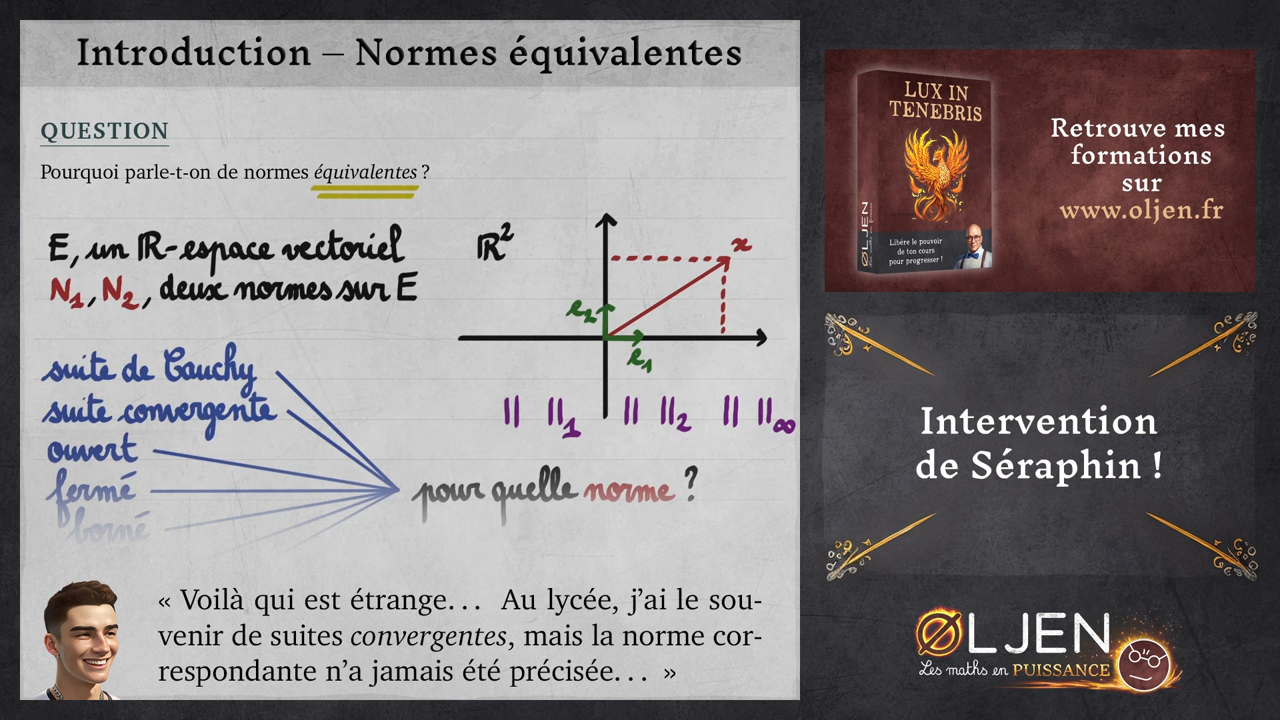 Introduction – Normes équivalentes
QUESTION
Pourquoi parle-t-on de normes équivalentes ?
E, un ℝ-espace vectoriel
N₁, N₂, deux normes sur E
ℝ²
x
e₂
e₁
|| ||₁ || ||₂ || ||∞
suite de Cauchy
suite convergente
ouvert
fermé
borné
pour quelle norme ?
« Voilà qui est étrange... Au lycée, j'ai le sou-
venir de suites convergentes, mais la norme cor-
respondante n'a jamais été précisée... »
LUX IN
TENEBRIS
ØLJEN
Libère le pouvoir
de ton cours
pour progresser !
Retrouve mes
formations
sur
www.oljen.fr
Intervention
de Séraphin !
ØLJEN
Les maths en PUISSANCE